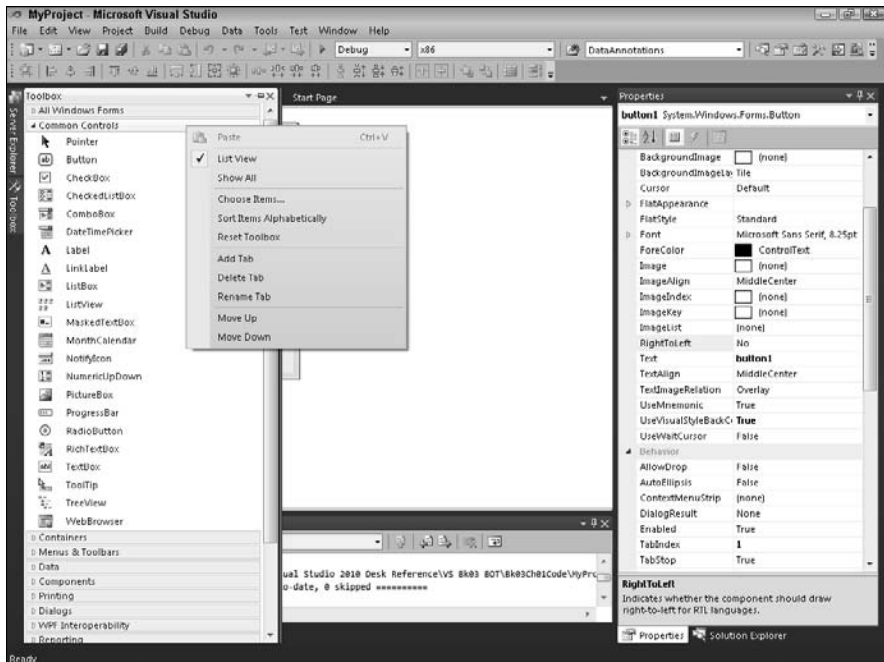 MyProject - Microsoft Visual Studio
File Edit View Project Build Debug Data Tools Test Window Help
Debug x86 DataAnnotations
Server Explorer
Toolbox
Toolbox
All Windows Forms
Common Controls
Pointer
Button
CheckBox
CheckedListBox
ComboBox
DateTimePicker
Label
LinkLabel
ListBox
ListView
MaskedTextBox
MonthCalendar
NotifyIcon
NumericUpDown
PictureBox
ProgressBar
RadioButton
RichTextBox
TextBox
ToolTip
TreeView
WebBrowser
Containers
Menus & Toolbars
Data
Components
Printing
Dialogs
WPF Interoperability
Reporting
Start Page
Paste Ctrl+V
List View
Show All
Choose Items...
Sort Items Alphabetically
Reset Toolbox
Add Tab
Delete Tab
Rename Tab
Move Up
Move Down
ual Studio 2010 Desk Reference\VS Bk03 BOT\Bk03Ch01Code\MyPro
o-date, 0 skipped ==========
Properties
button1 System.Windows.Forms.Button
BackgroundImage (none)
BackgroundImageLay Tile
Cursor Default
FlatAppearance
FlatStyle Standard
Font Microsoft Sans Serif, 8.25pt
ForeColor ControlText
Image (none)
ImageAlign MiddleCenter
ImageIndex (none)
ImageKey (none)
ImageList (none)
RightToLeft No
Text button1
TextAlign MiddleCenter
TextImageRelation Overlay
UseMnemonic True
UseVisualStyleBackC True
UseWaitCursor False
Behavior
AllowDrop False
AutoEllipsis False
ContextMenuStrip (none)
DialogResult None
Enabled True
TabIndex 1
TabStop True
RightToLeft
Indicates whether the component should draw
right-to-left for RTL languages.
Properties Solution Explorer
Ready